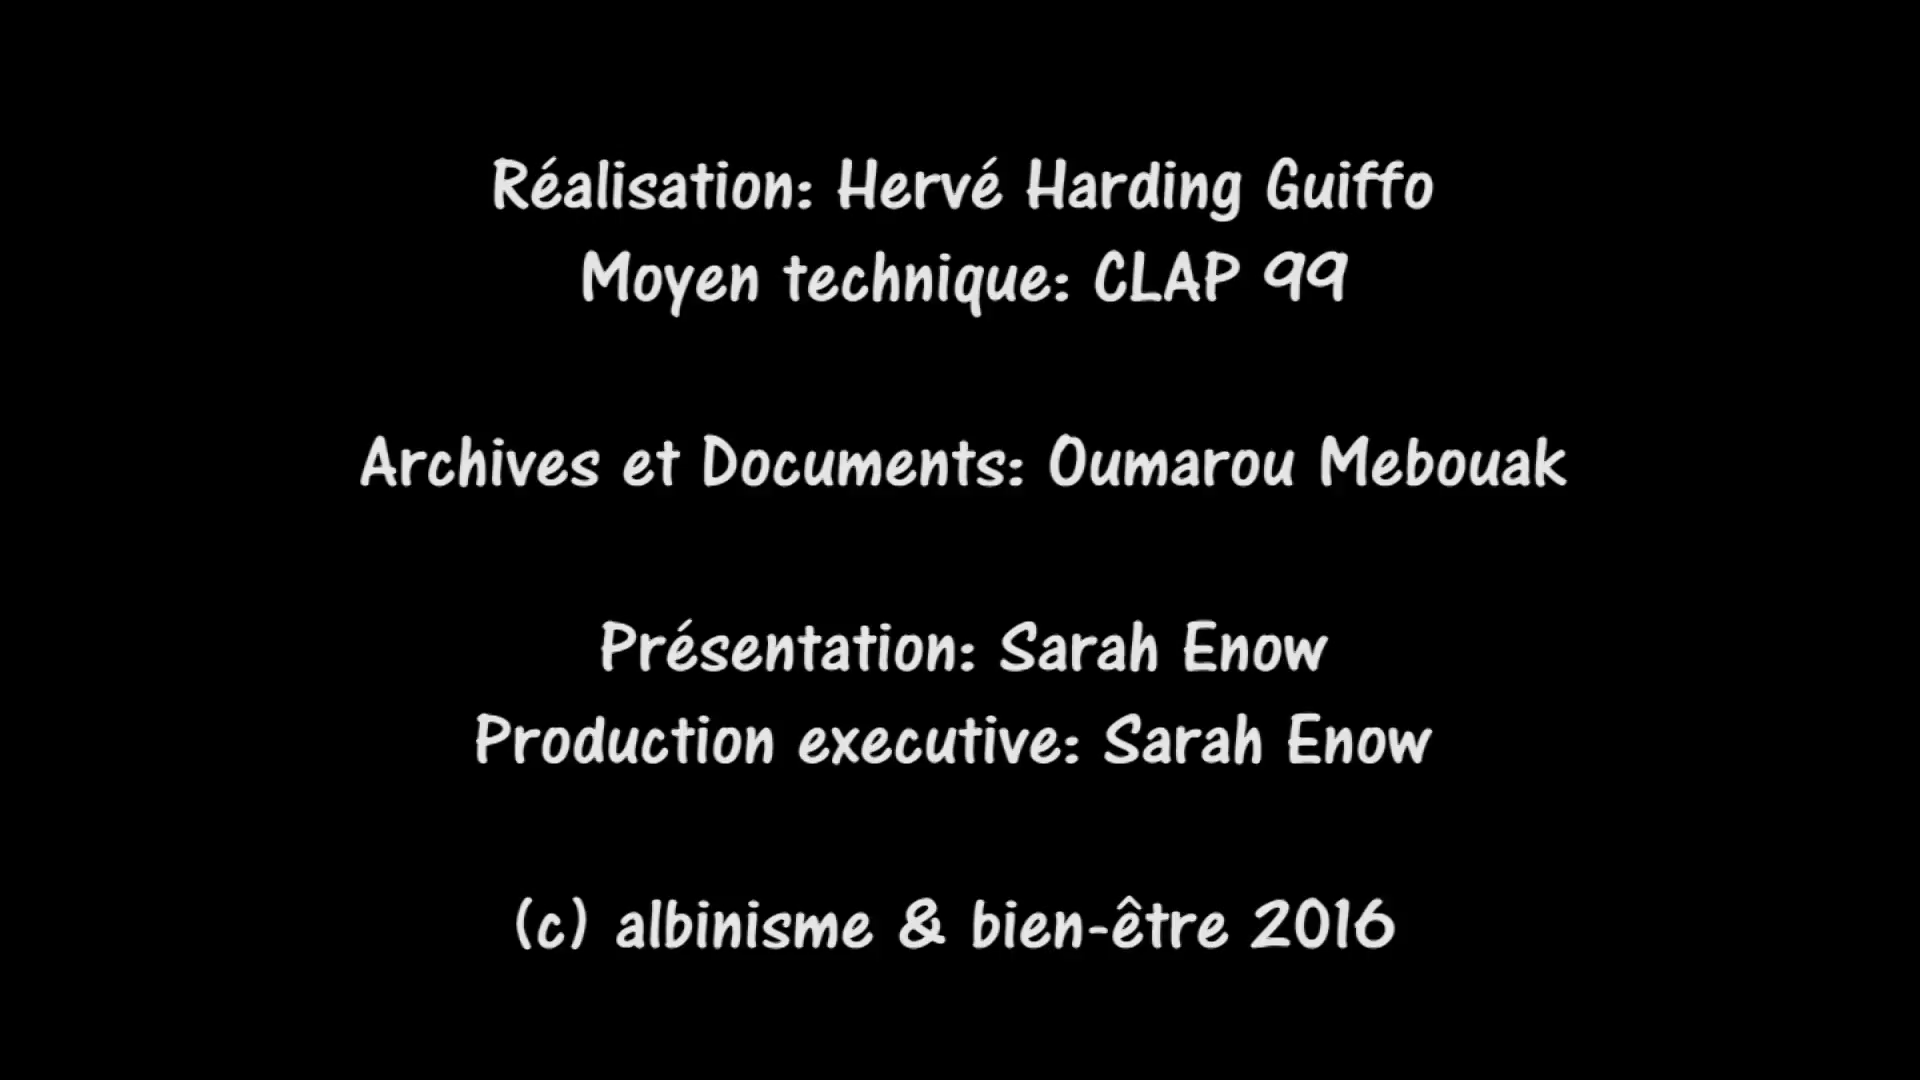 Réalisation: Hervé Harding Guiffo
Moyen technique: CLAP 99
Archives et Documents: Oumarou Mebouak
Présentation: Sarah Enow
Production executive: Sarah Enow
(c) albinisme & bien-être 2016